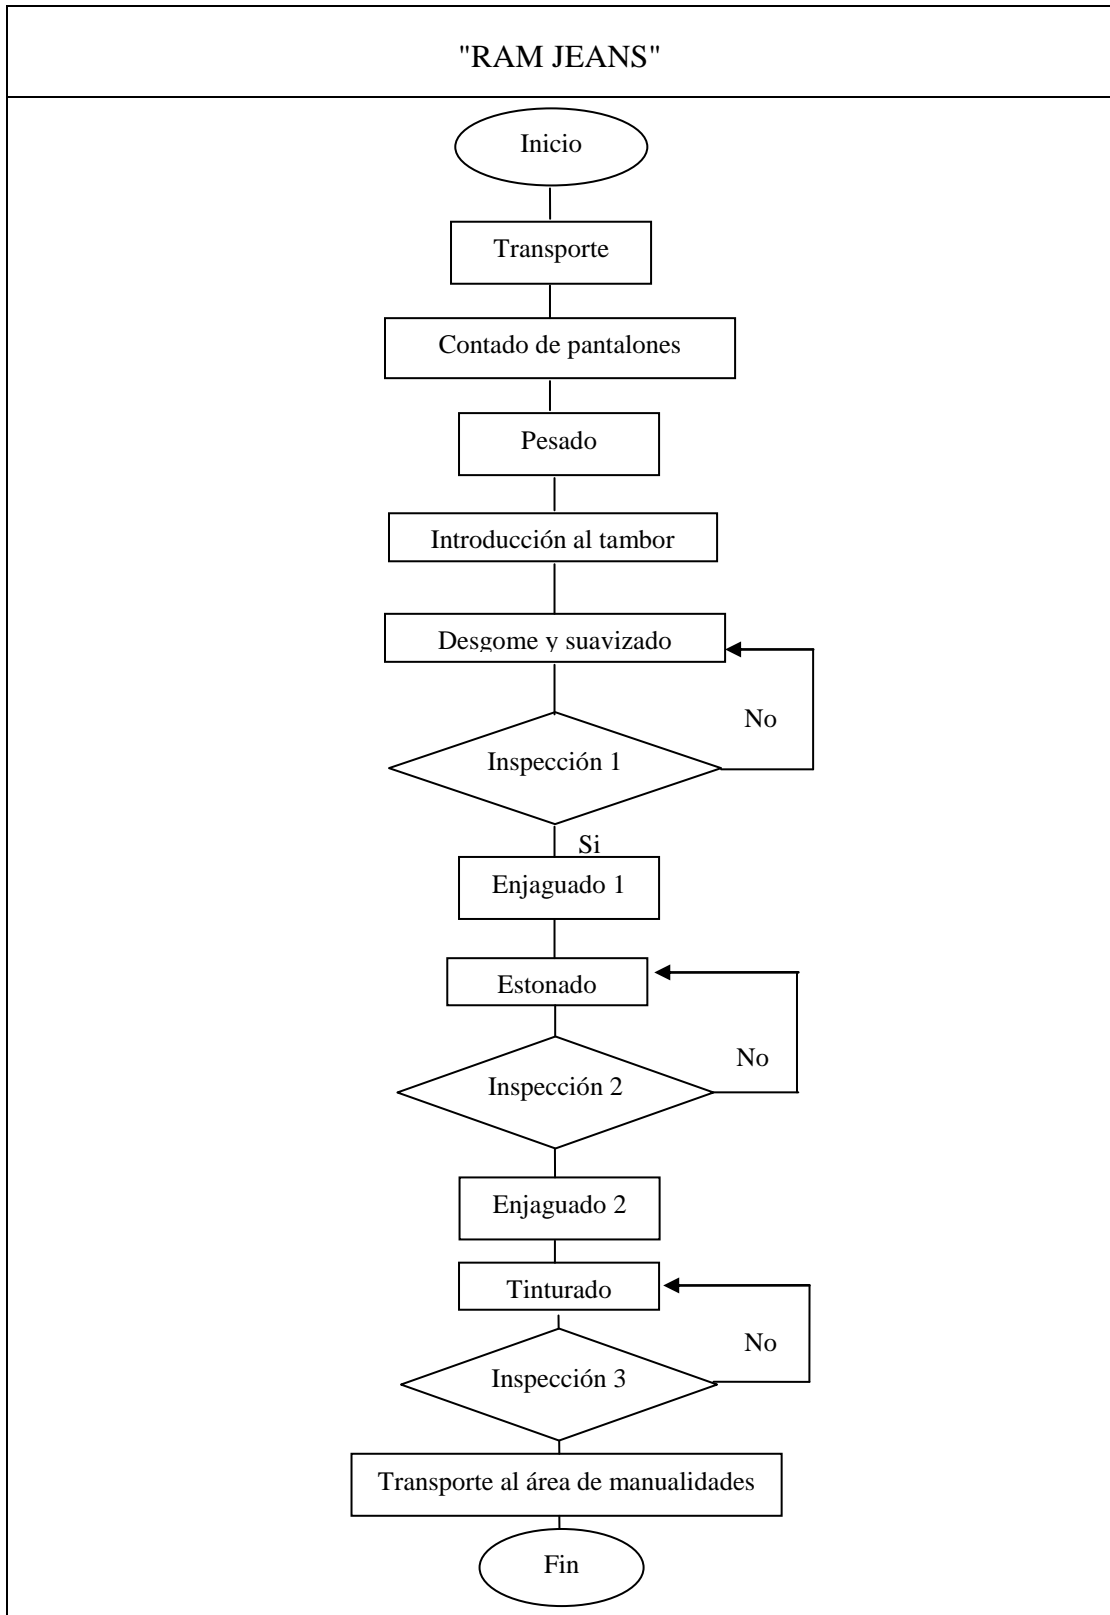 "RAM JEANS"
Inicio
Transporte
Contado de pantalones
Pesado
Introducción al tambor
Desgome y suavizado
No
Inspección 1
Si
Enjaguado 1
Estonado
No
Inspección 2
Enjaguado 2
Tinturado
No
Inspección 3
Transporte al área de manualidades
Fin